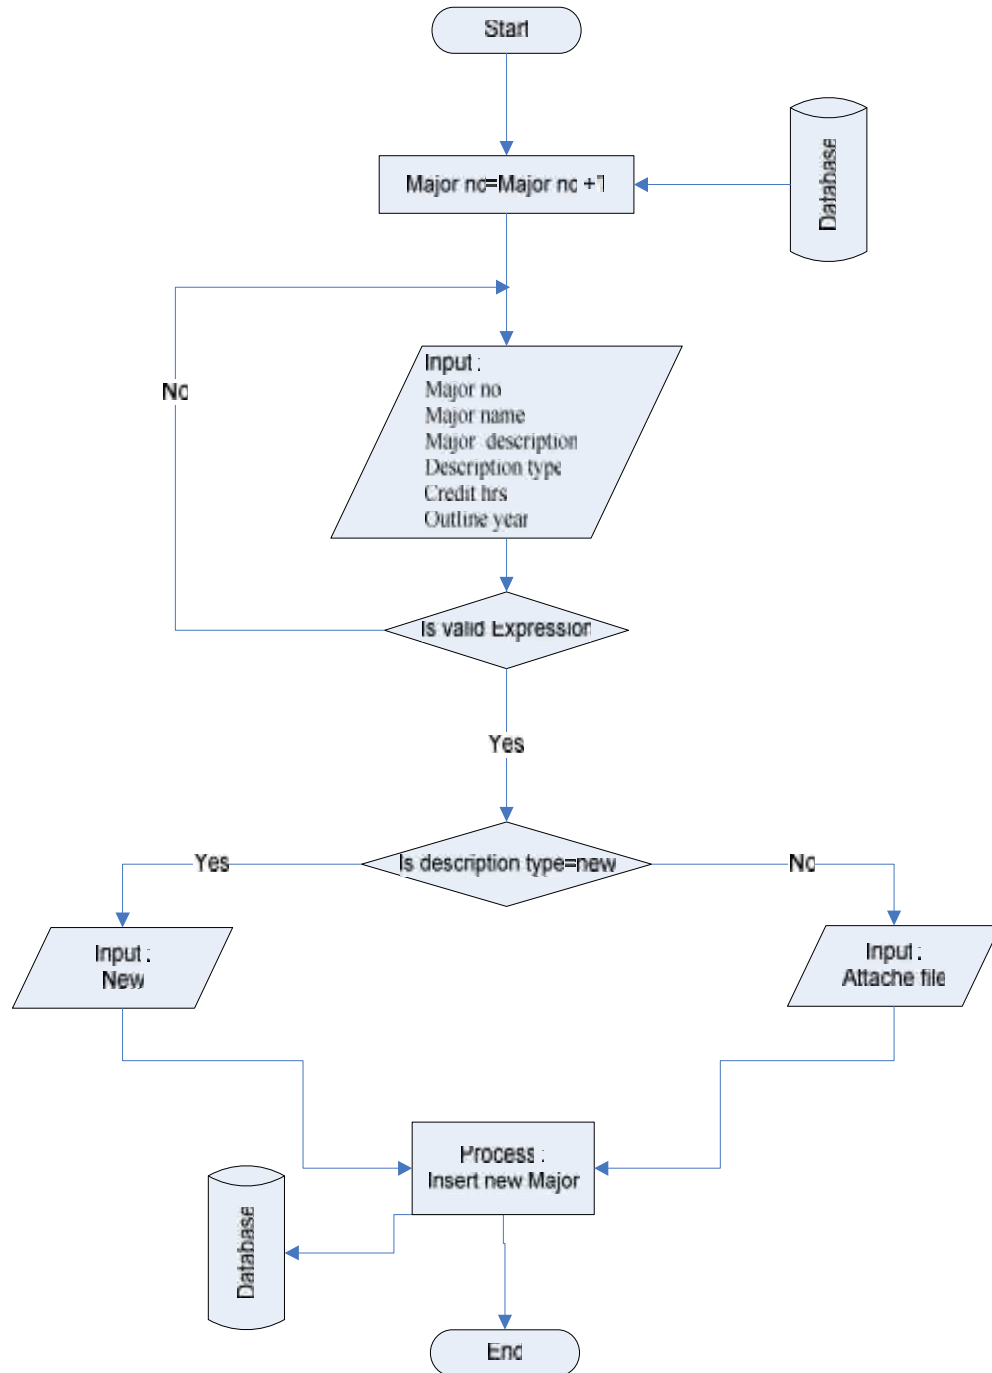 Start
Major no=Major no +1
Database
No
Input :
Major no
Major name
Major description
Description type
Credit hrs
Outline year
Is valid Expression
Yes
Is description type=new
Yes
No
Input :
New
Input :
Attache file
Process :
Insert new Major
Database
End